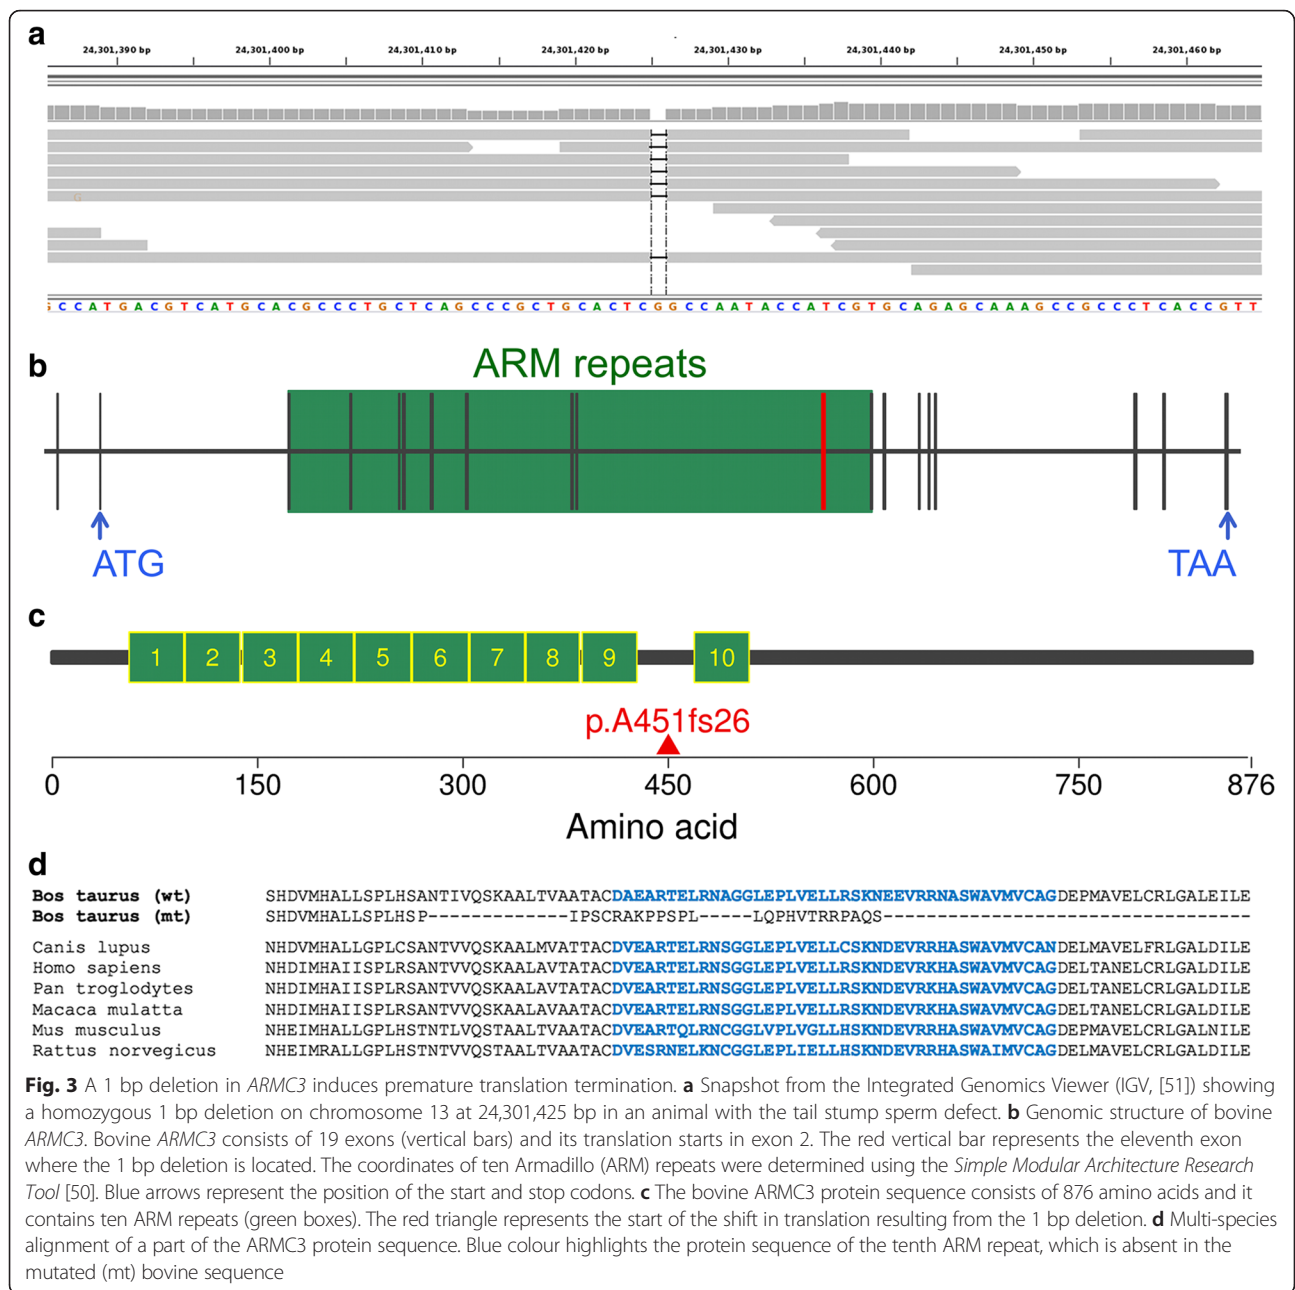 a
24,301,390 bp 24,301,400 bp 24,301,410 bp 24,301,420 bp 24,301,430 bp 24,301,440 bp 24,301,450 bp 24,301,460 bp
G
G C C A T G A C G T C A T G C A C G C C C T G C T C A G C C C G C T G C A C T C G G C C A A T A C C A T C G T G C A G A G C A A A G C C G C C C T C A C C G T T
b
ARM repeats
ATG TAA
c
1 2 3 4 5 6 7 8 9 10
p.A451fs26
0 150 300 450 600 750 876
Amino acid
d
Bos taurus (wt) SHDVMHALLSPLHSANTIVQSKAALTVAATACDAEARTELRNAGGLEPLVELLRSKNEEVRRNASWAVMVCAGDEPMAVELCRLGALEILE
Bos taurus (mt) SHDVMHALLSPLHSP-------------IPSCRAKPPSPL-----LQPHVTRRPAQS----------------------------------
Canis lupus NHDVMHALLGPLCSANTVVQSKAALMVATTACDVEARTELRNSGGLEPLVELLCSKNDEVRRHASWAVMVCANDELMAVELFRLGALDILE
Homo sapiens NHDIMHAIISPLRSANTVVQSKAALAVTATACDVEARTELRNSGGLEPLVELLRSKNDEVRKHASWAVMVCAGDELTANELCRLGALDILE
Pan troglodytes NHDIMHAIISPLRSANTVVQSKAALAVTATACDVEARTELRNSGGLEPLVELLRSKNDEVRKHASWAVMVCAGDELTANELCRLGALDILE
Macaca mulatta NHDIMHAIISPLRSANTVVQSKAALAVTATACDVEARTELRNSGGLEPLVELLRSKNDEVRKHASWAVMVCAGDELTANELCRLGALDILE
Mus musculus NHEIMHALLGPLHSTNTLVQSTAALTVAATACDVEARTQLRNCGGLVPLVGLLHSKNDEVRRHASWAVMVCAGDEPMAVELCRLGALNILE
Rattus norvegicus NHEIMRALLGPLHSTNTVVQSTAALTVAATACDVESRNELKNCGGLEPLIELLHSKNDEVRRHASWAIMVCAGDELMAVELCRLGALDILE
Fig. 3 A 1 bp deletion in ARMC3 induces premature translation termination. a Snapshot from the Integrated Genomics Viewer (IGV, [51]) showing
a homozygous 1 bp deletion on chromosome 13 at 24,301,425 bp in an animal with the tail stump sperm defect. b Genomic structure of bovine
ARMC3. Bovine ARMC3 consists of 19 exons (vertical bars) and its translation starts in exon 2. The red vertical bar represents the eleventh exon
where the 1 bp deletion is located. The coordinates of ten Armadillo (ARM) repeats were determined using the Simple Modular Architecture Research
Tool [50]. Blue arrows represent the position of the start and stop codons. c The bovine ARMC3 protein sequence consists of 876 amino acids and it
contains ten ARM repeats (green boxes). The red triangle represents the start of the shift in translation resulting from the 1 bp deletion. d Multi-species
alignment of a part of the ARMC3 protein sequence. Blue colour highlights the protein sequence of the tenth ARM repeat, which is absent in the
mutated (mt) bovine sequence